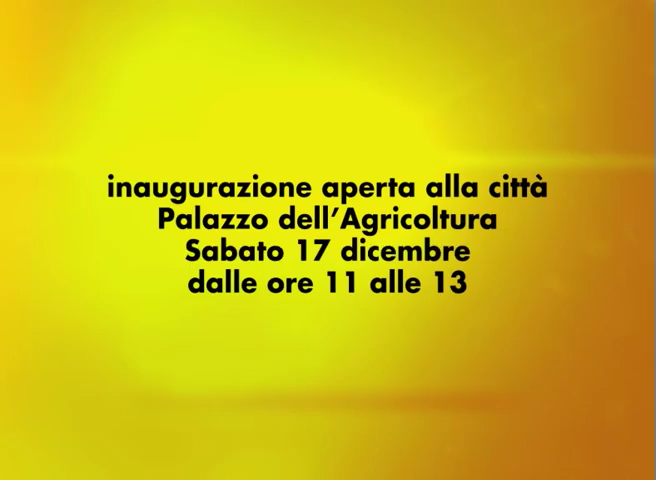 inaugurazione aperta alla città
Palazzo dell’Agricoltura
Sabato 17 dicembre
dalle ore 11 alle 13